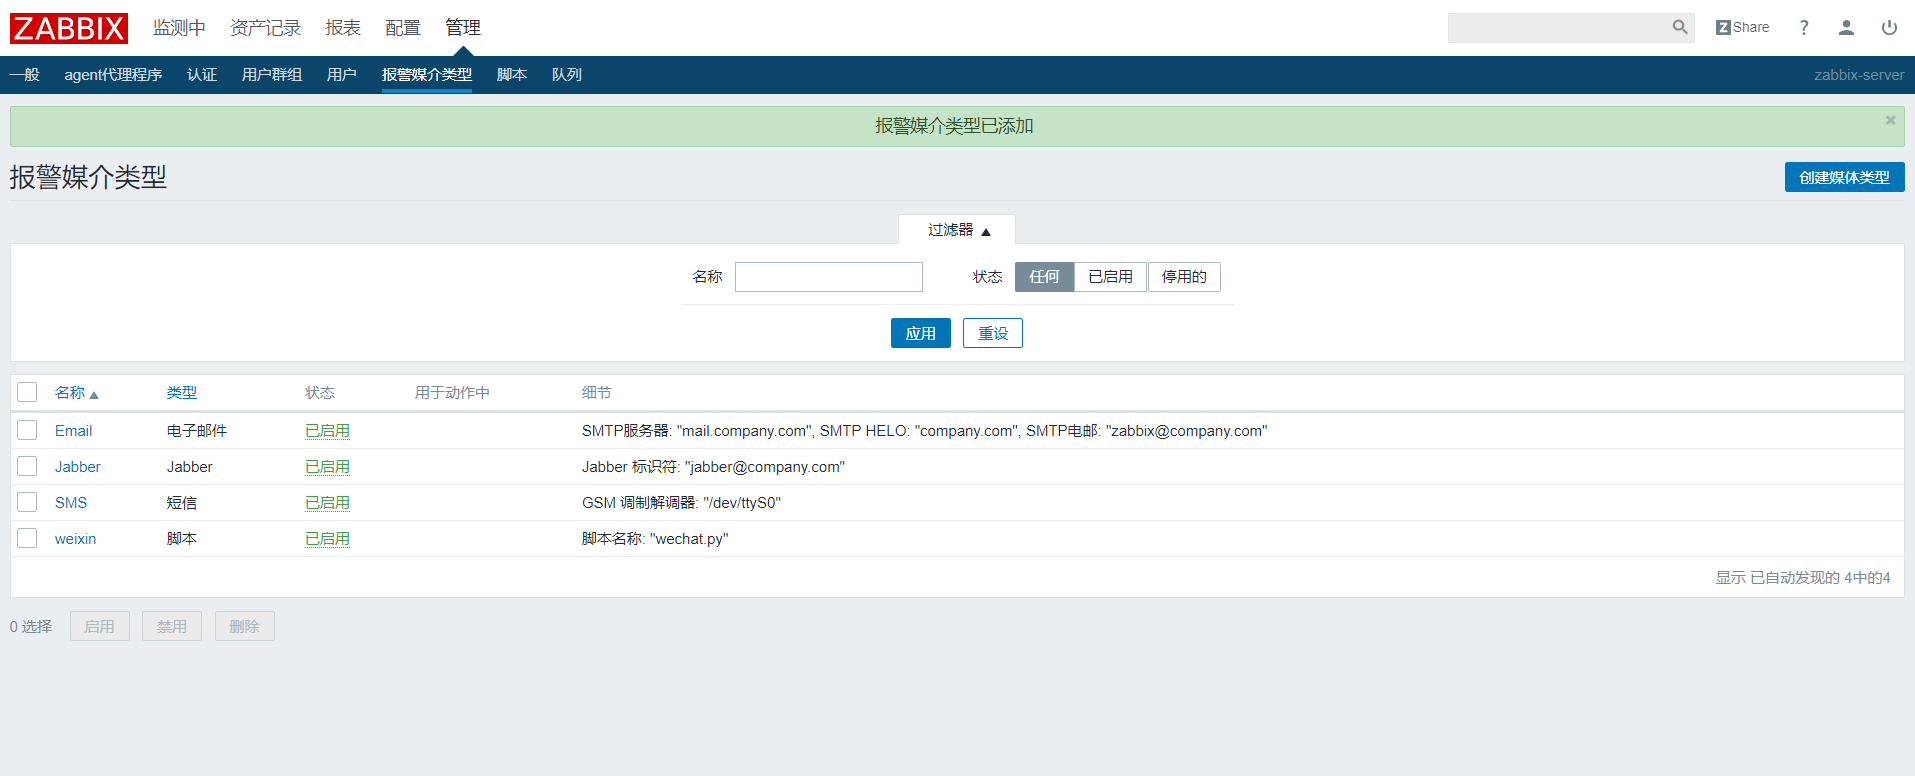 ZABBIX 监测中 资产记录 报表 配置 管理 Z Share ?
一般 agent代理程序 认证 用户群组 用户 报警媒介类型 脚本 队列 zabbix-server
报警媒介类型已添加
报警媒介类型 创建媒体类型
过滤器 ▲
名称 状态 任何 已启用 停用的
应用 重设
名称 ▲ 类型 状态 用于动作中 细节
Email 电子邮件 已启用 SMTP服务器: "mail.company.com", SMTP HELO: "company.com", SMTP电邮: "zabbix@company.com"
Jabber Jabber 已启用 Jabber 标识符: "jabber@company.com"
SMS 短信 已启用 GSM 调制解调器: "/dev/ttyS0"
weixin 脚本 已启用 脚本名称: "wechat.py"
显示 已自动发现的 4中的4
0 选择 启用 禁用 删除